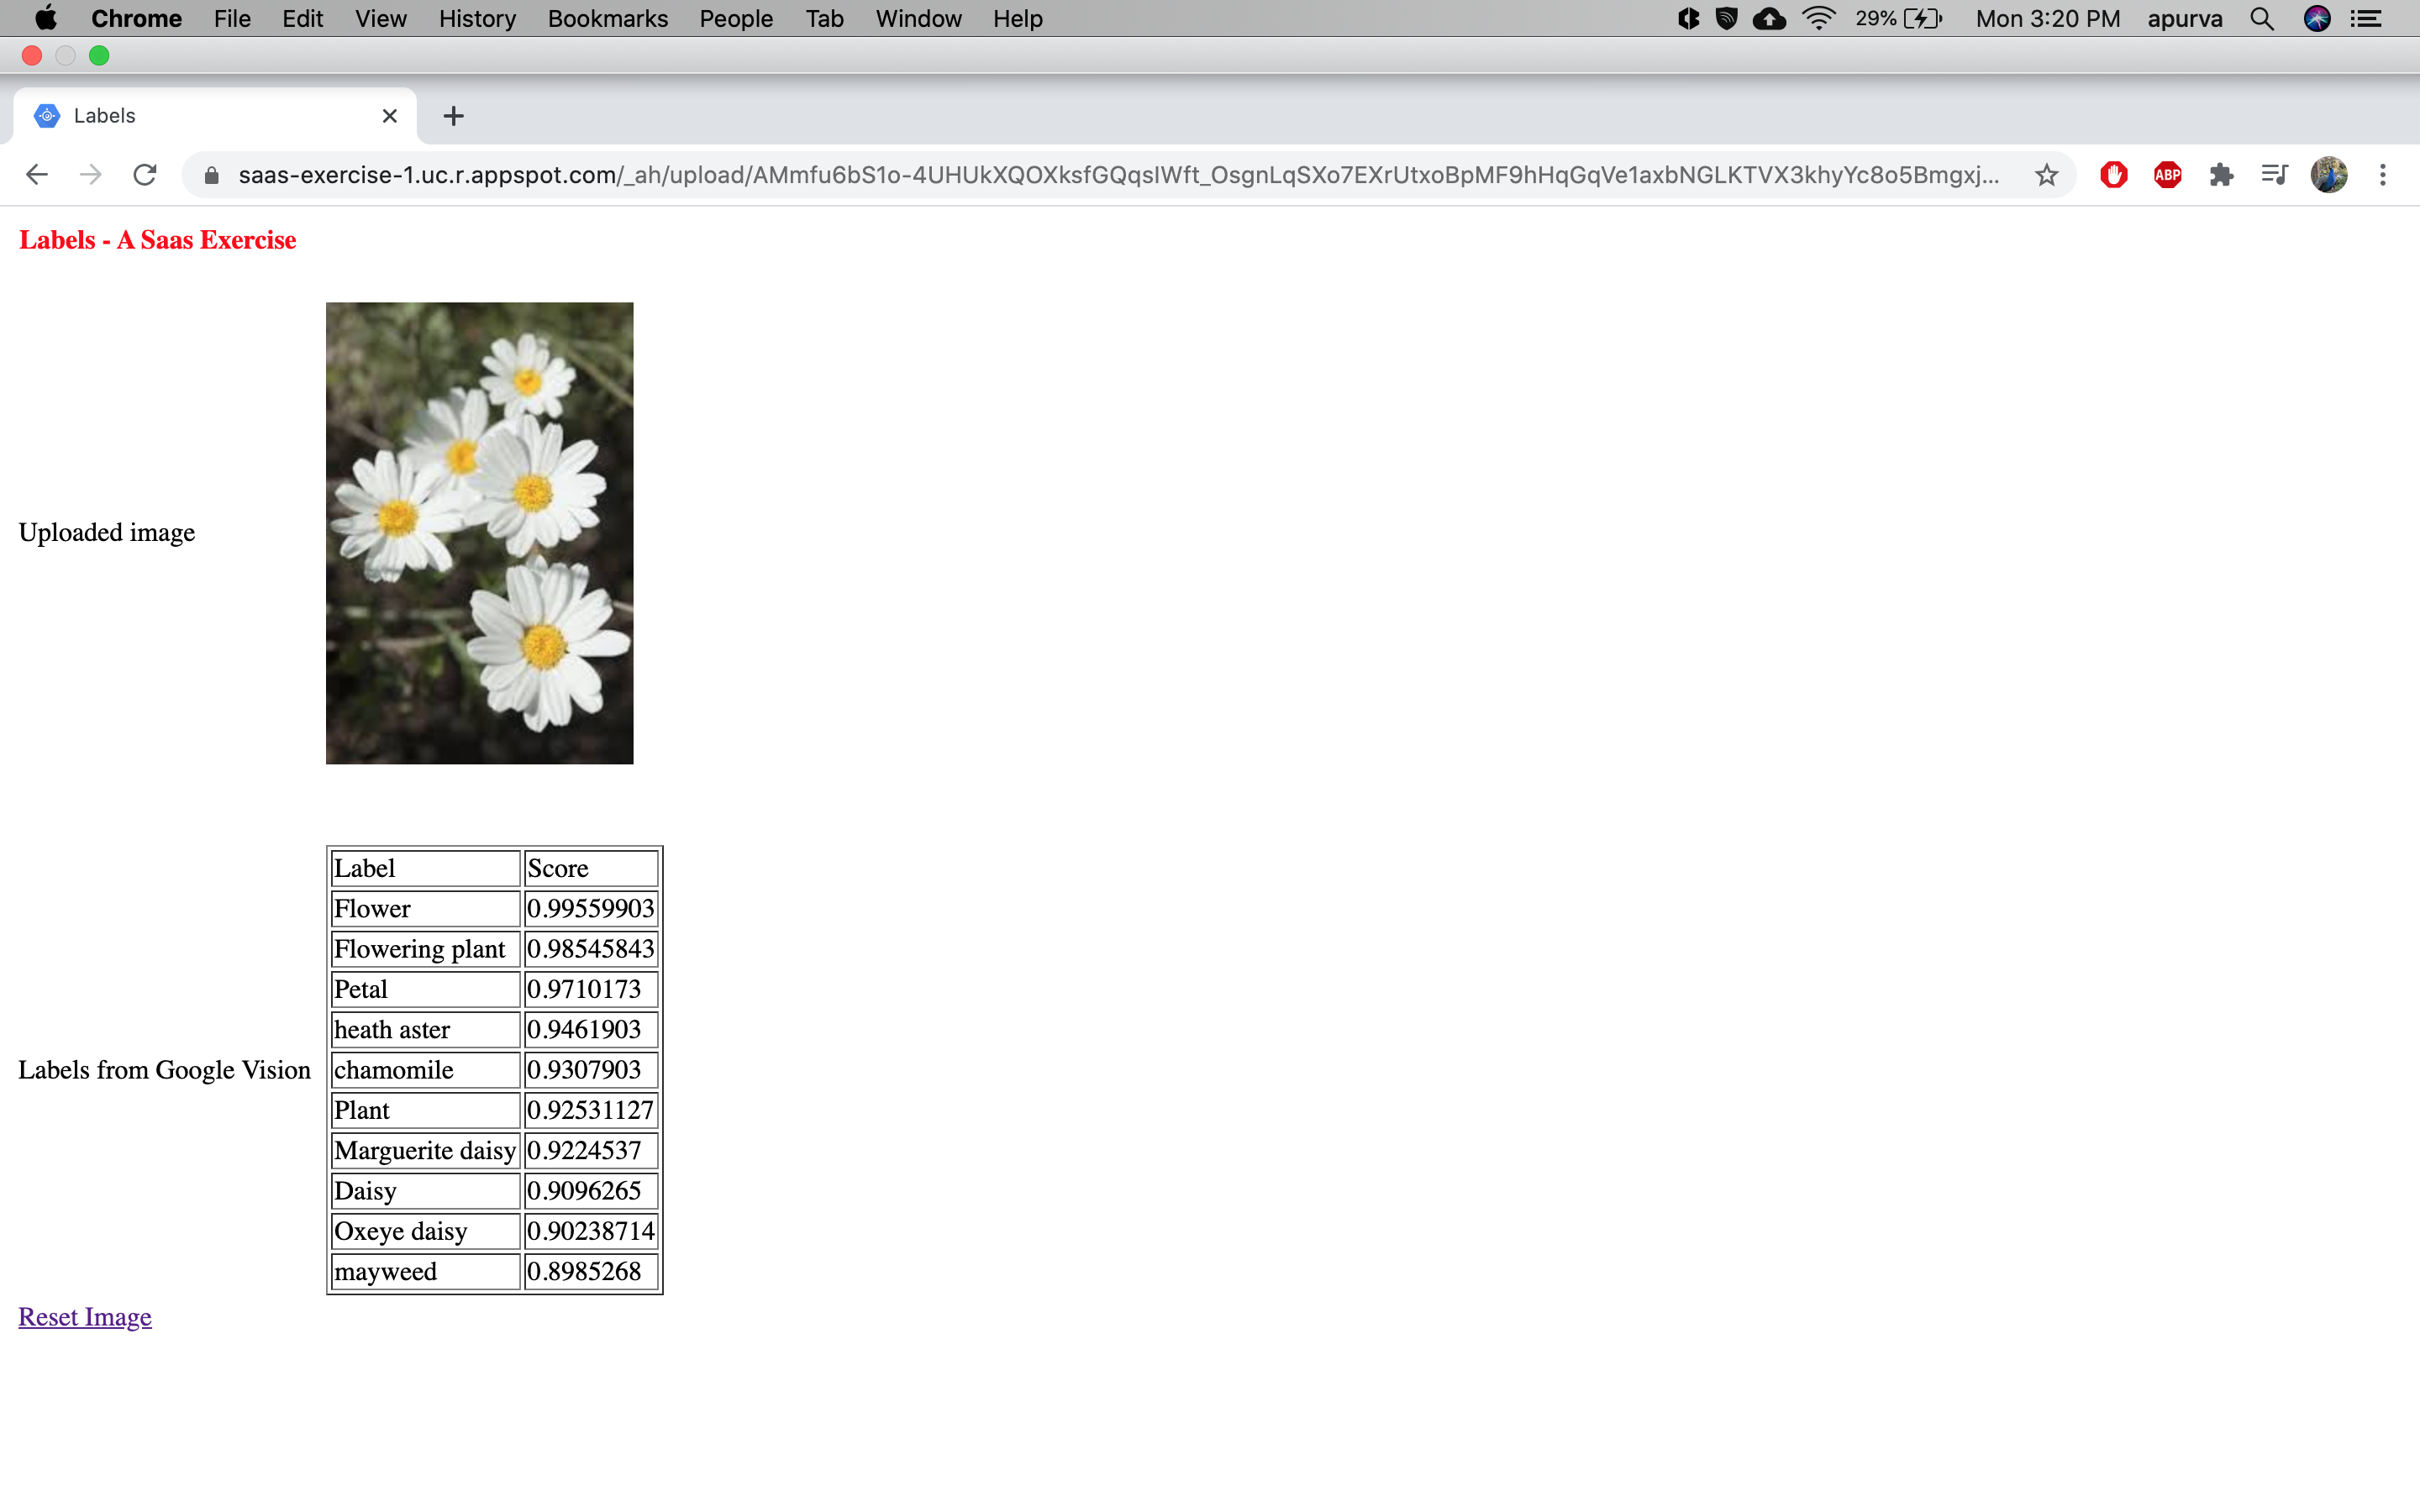 Chrome File Edit View History Bookmarks People Tab Window Help 29% Mon 3:20 PM apurva
Labels
saas-exercise-1.uc.r.appspot.com/_ah/upload/AMmfu6bS1o-4UHUkXQOXksfGQqsIWft_OsgnLqSXo7EXrUtxoBpMF9hHqGqVe1axbNGLKTVX3khyYc8o5Bmgxj...
ABP
Labels - A Saas Exercise
Uploaded image
Label Score
Flower 0.99559903
Flowering plant 0.98545843
Petal 0.9710173
heath aster 0.9461903
Labels from Google Vision
chamomile 0.9307903
Plant 0.92531127
Marguerite daisy 0.9224537
Daisy 0.9096265
Oxeye daisy 0.90238714
mayweed 0.8985268
Reset Image